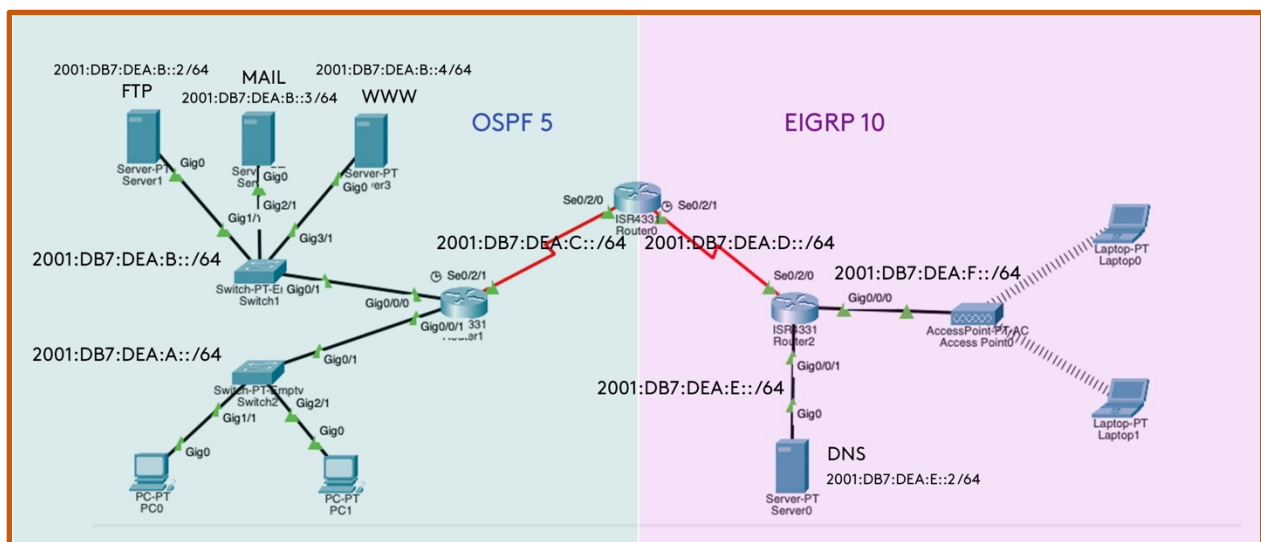 2001:DB7:DEA:B::2/64
FTP
MAIL
2001:DB7:DEA:B::3/64
2001:DB7:DEA:B::4/64
WWW
OSPF 5
EIGRP 10
Server-PT
Server1
Gig0
Gig0
Server-PT
Gig0
Gig2/1
Gig3/1
2001:DB7:DEA:B::/64
Gig0/1
Switch1
Se0/2/0
Se0/2/1
Router0
2001:DB7:DEA:C::/64
2001:DB7:DEA:D::/64
Se0/2/1
Gig0/0/0
Gig0/0/1
2001:DB7:DEA:A::/64
Gig0/1
Switch-PT-Empty
Switch2
Gig1/1
Gig2/1
Gig0
Gig0
PC-PT
PC0
PC-PT
PC1
Se0/2/0
ISR4331
Router2
2001:DB7:DEA:F::/64
Gig0/0/0
Access Point0
Laptop-PT
Laptop0
Laptop-PT
Laptop1
Gig0/0/1
2001:DB7:DEA:E::/64
Gig0
DNS
2001:DB7:DEA:E::2/64
Server-PT
Server0